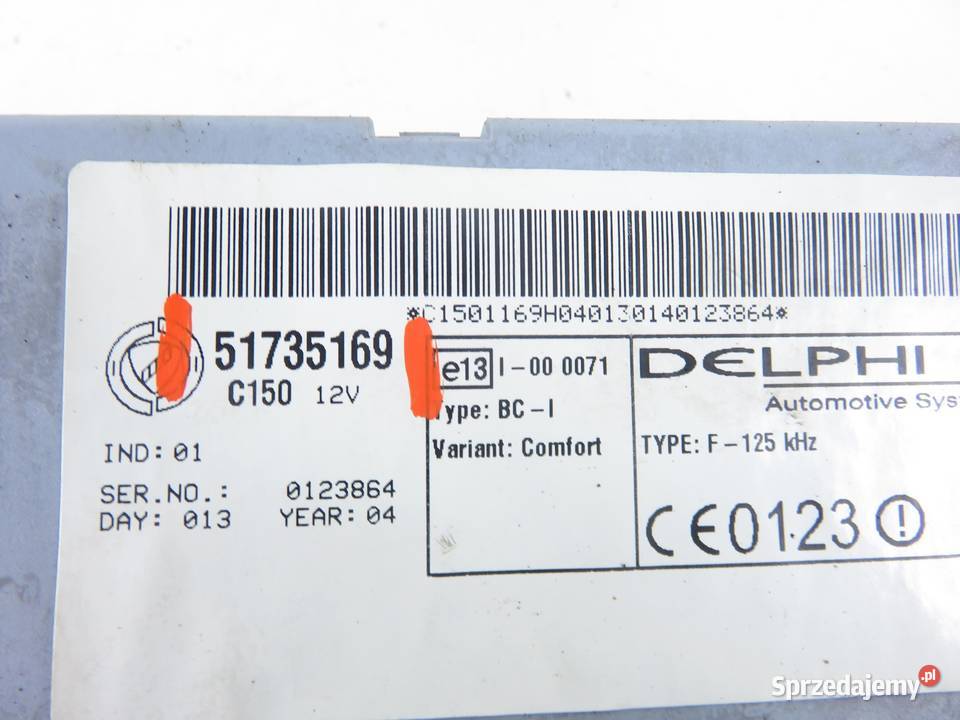 *C1501169H040130140123864*
51735169
C150 12V
IND: 01
SER.NO.: 0123864
DAY: 013 YEAR: 04
e13 I-00 0071
Type: BC-I
Variant: Comfort
DELPHI
Automotive Sys
TYPE: F-125 kHz
CE0123
Sprzedajemy.pl